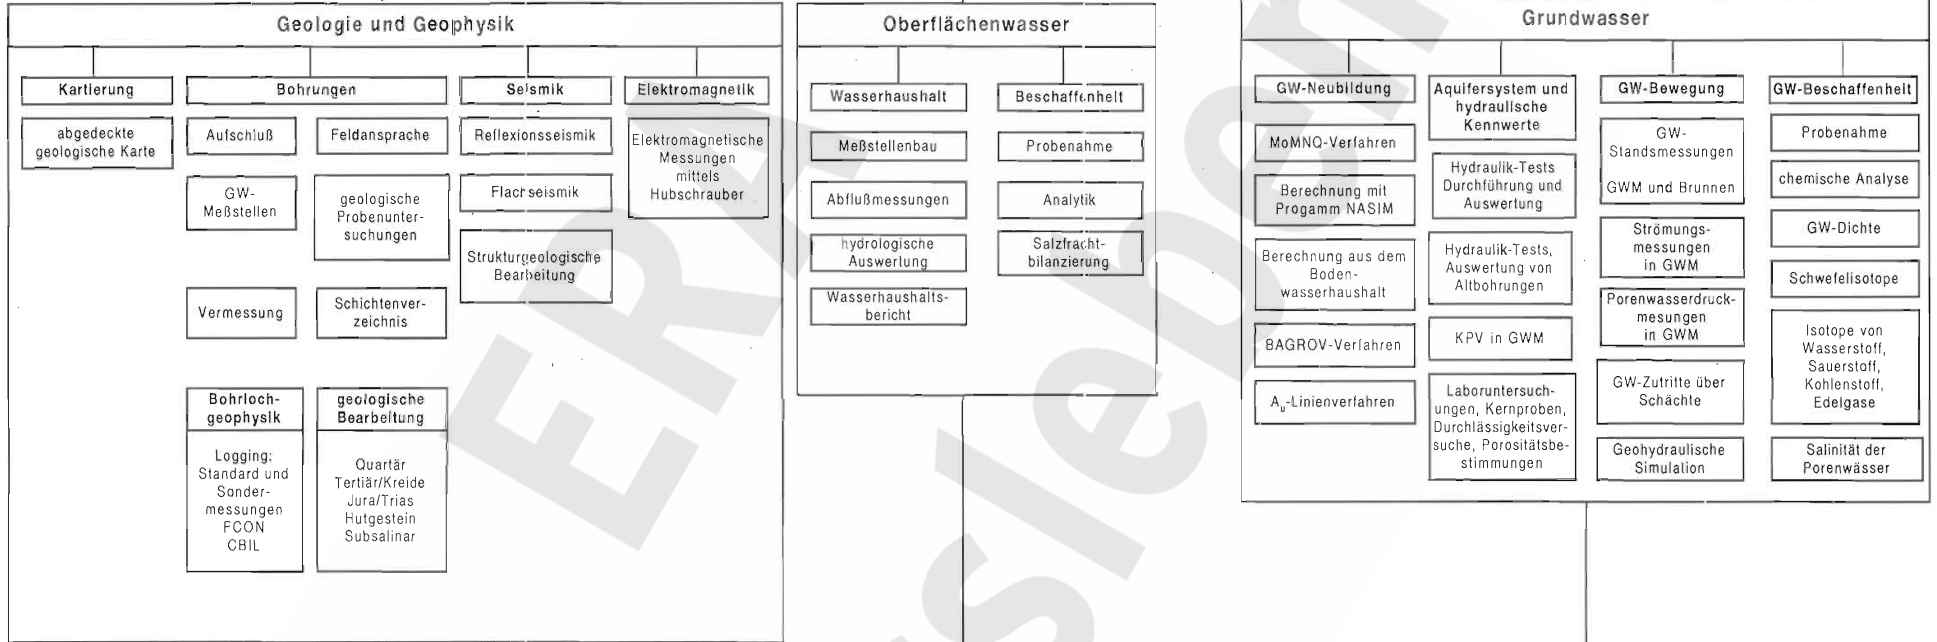 Geologie und Geophysik
Kartierung
abgedeckte
geologische Karte
Bohrungen
Aufschluß
GW-
Meßstellen
Vermessung
Bohrloch-
geophysik
Logging:
Standard und
Sonder-
messungen
FCON
CBIL
Feldansprache
geologische
Probenunter-
suchungen
Schichtenver-
zeichnis
geologische
Bearbeitung
Quartär
Tertiär/Kreide
Jura/Trias
Hutgestein
Subsalinar
Seismik
Reflexionsseismik
Flachseismik
Strukturgeologische
Bearbeitung
Elektromagnetik
Elektromagnetische
Messungen
mittels
Hubschrauber
Oberflächenwasser
Wasserhaushalt
Meßstellenbau
Abflußmessungen
hydrologische
Auswertung
Wasserhaushalts-
bericht
Beschaffenheit
Probenahme
Analytik
Salzfracht-
bilanzierung
Grundwasser
GW-Neubildung
MoMNQ-Verfahren
Berechnung mit
Progamm NASIM
Berechnung aus dem
Boden-
wasserhaushalt
BAGROV-Verfahren
Au-Linienverfahren
Aquifersystem und
hydraulische
Kennwerte
Hydraulik-Tests
Durchführung und
Auswertung
Hydraulik-Tests,
Auswertung von
Altbohrungen
KPV in GWM
Laboruntersuch-
ungen, Kernproben,
Durchlässigkeitsver-
suche, Porositätsbe-
stimmungen
GW-Bewegung
GW-
Standsmessungen
GWM und Brunnen
Strömungs-
messungen
in GWM
Porenwasserdruck-
mesungen
in GWM
GW-Zutritte über
Schächte
Geohydraulische
Simulation
GW-Beschaffenheit
Probenahme
chemische Analyse
GW-Dichte
Schwefelisotope
Isotope von
Wasserstoff,
Sauerstoff,
Kohlenstoff,
Edelgase
Salinität der
Porenwässer
ERA
sleben